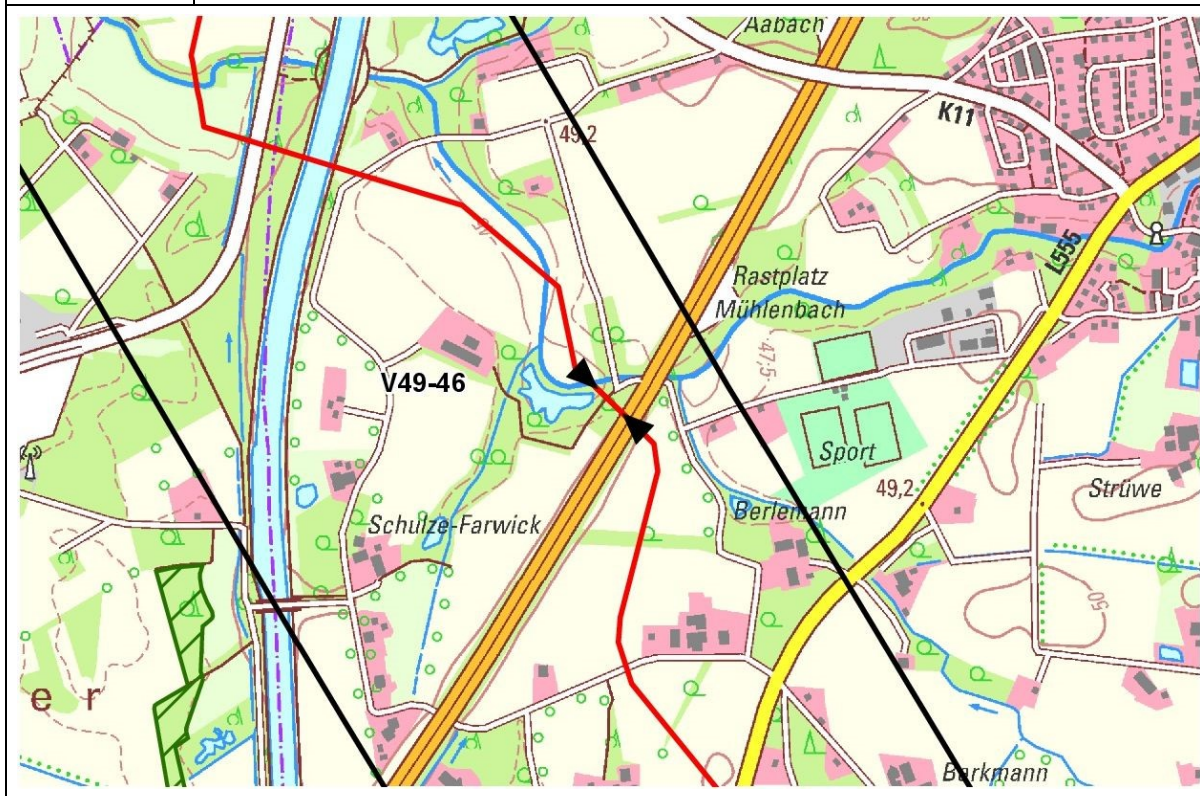 Aabach
K11
49,2
L555
Rastplatz
Mühlenbach
47,5
V49-46
Sport
49,2
Strüwe
Schulze-Farwick
Berlemann
50
e r
Barkmann